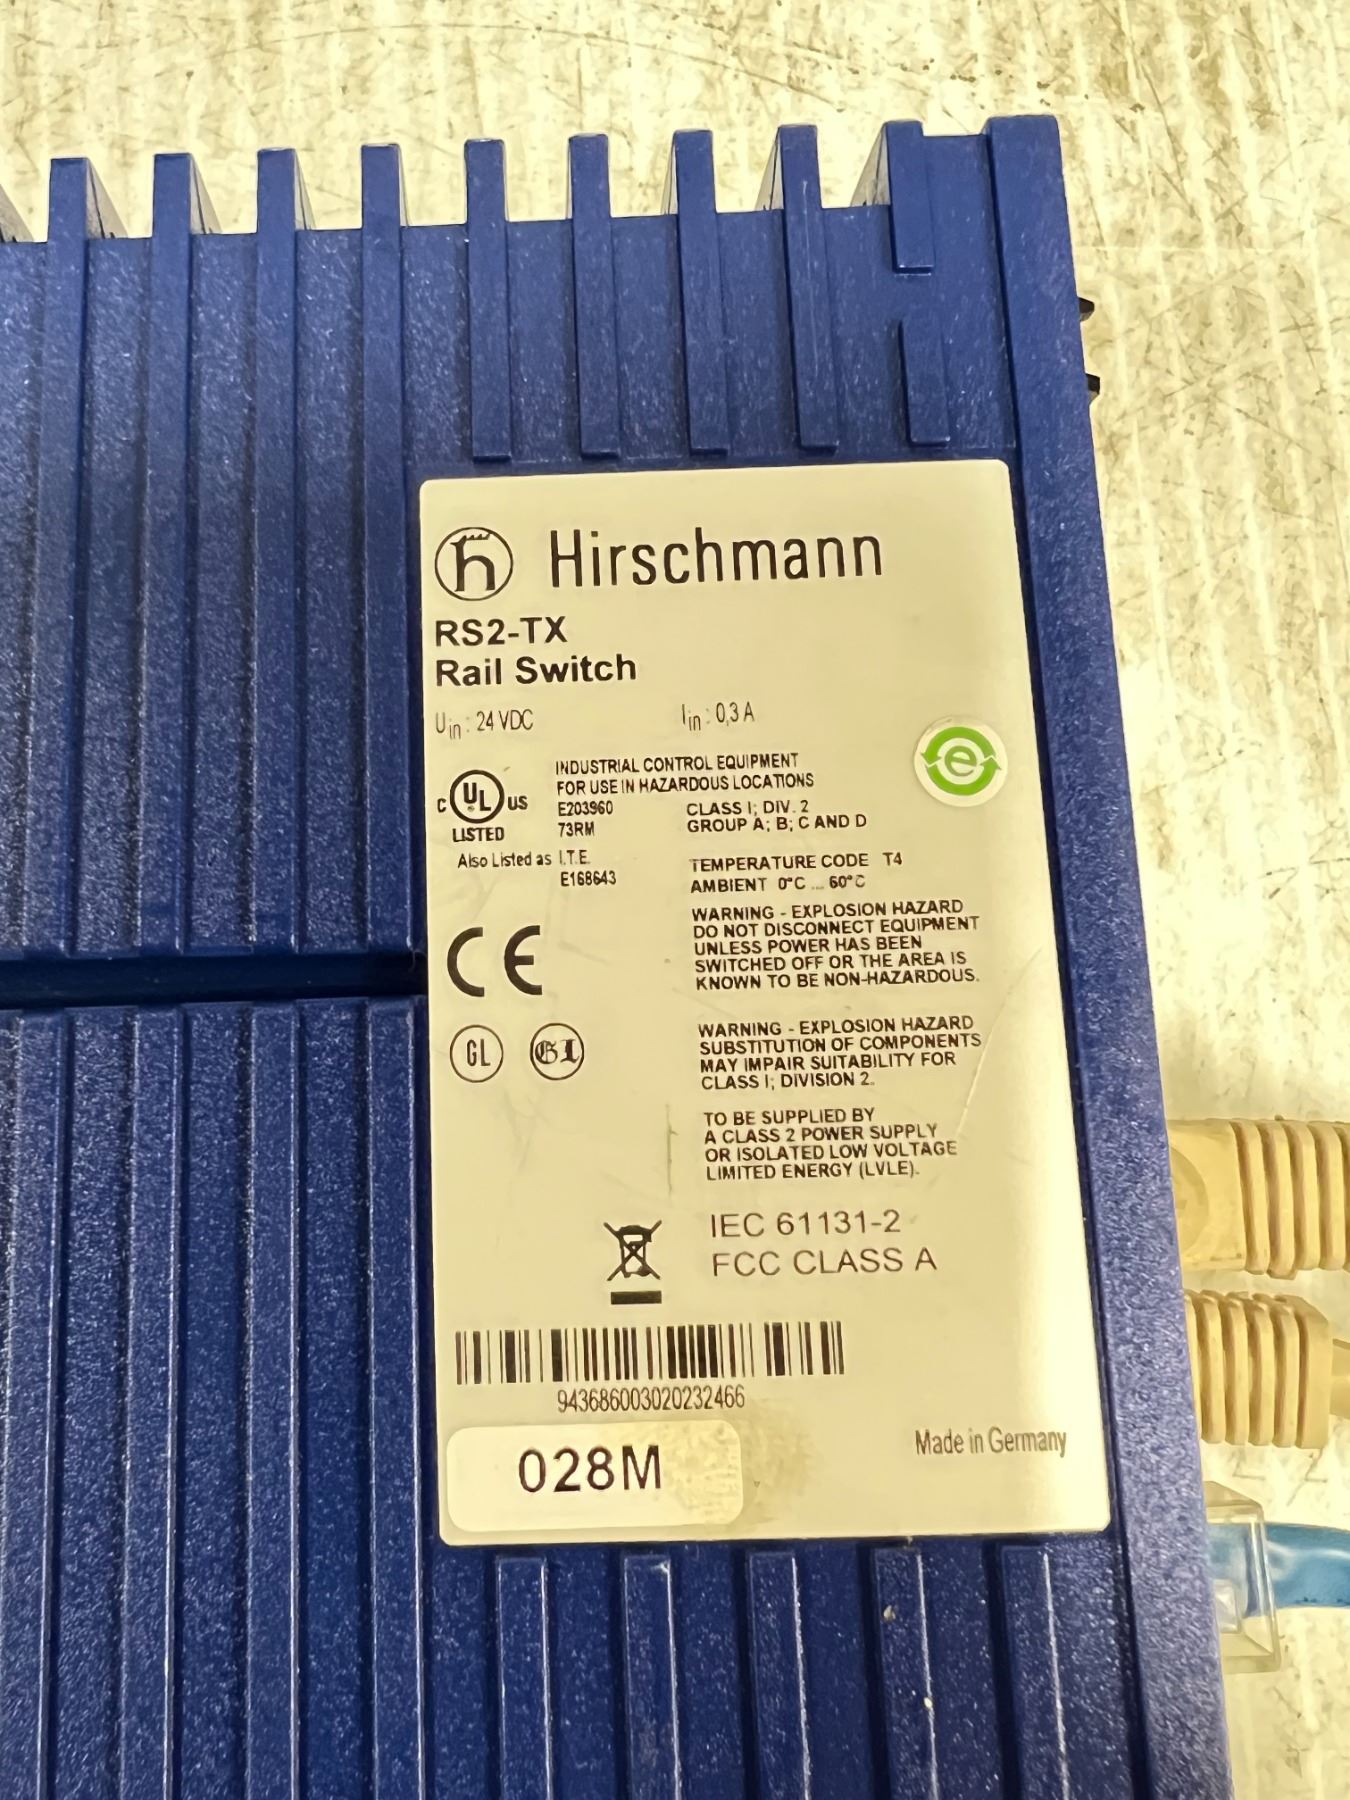 Hirschmann
RS2-TX
Rail Switch
Uin : 24 VDC Iin : 0,3 A
INDUSTRIAL CONTROL EQUIPMENT
FOR USE IN HAZARDOUS LOCATIONS
C UL US E203960 CLASS I; DIV. 2
LISTED 73RM GROUP A; B; C AND D
Also Listed as I.T.E.
E168643
TEMPERATURE CODE T4
AMBIENT 0°C ... 60°C
WARNING - EXPLOSION HAZARD
DO NOT DISCONNECT EQUIPMENT
UNLESS POWER HAS BEEN
SWITCHED OFF OR THE AREA IS
KNOWN TO BE NON-HAZARDOUS.
CE
GL GL
WARNING - EXPLOSION HAZARD
SUBSTITUTION OF COMPONENTS
MAY IMPAIR SUITABILITY FOR
CLASS I; DIVISION 2.
TO BE SUPPLIED BY
A CLASS 2 POWER SUPPLY
OR ISOLATED LOW VOLTAGE
LIMITED ENERGY (LVLE).
IEC 61131-2
FCC CLASS A
943686003020232466
028M
Made in Germany
e